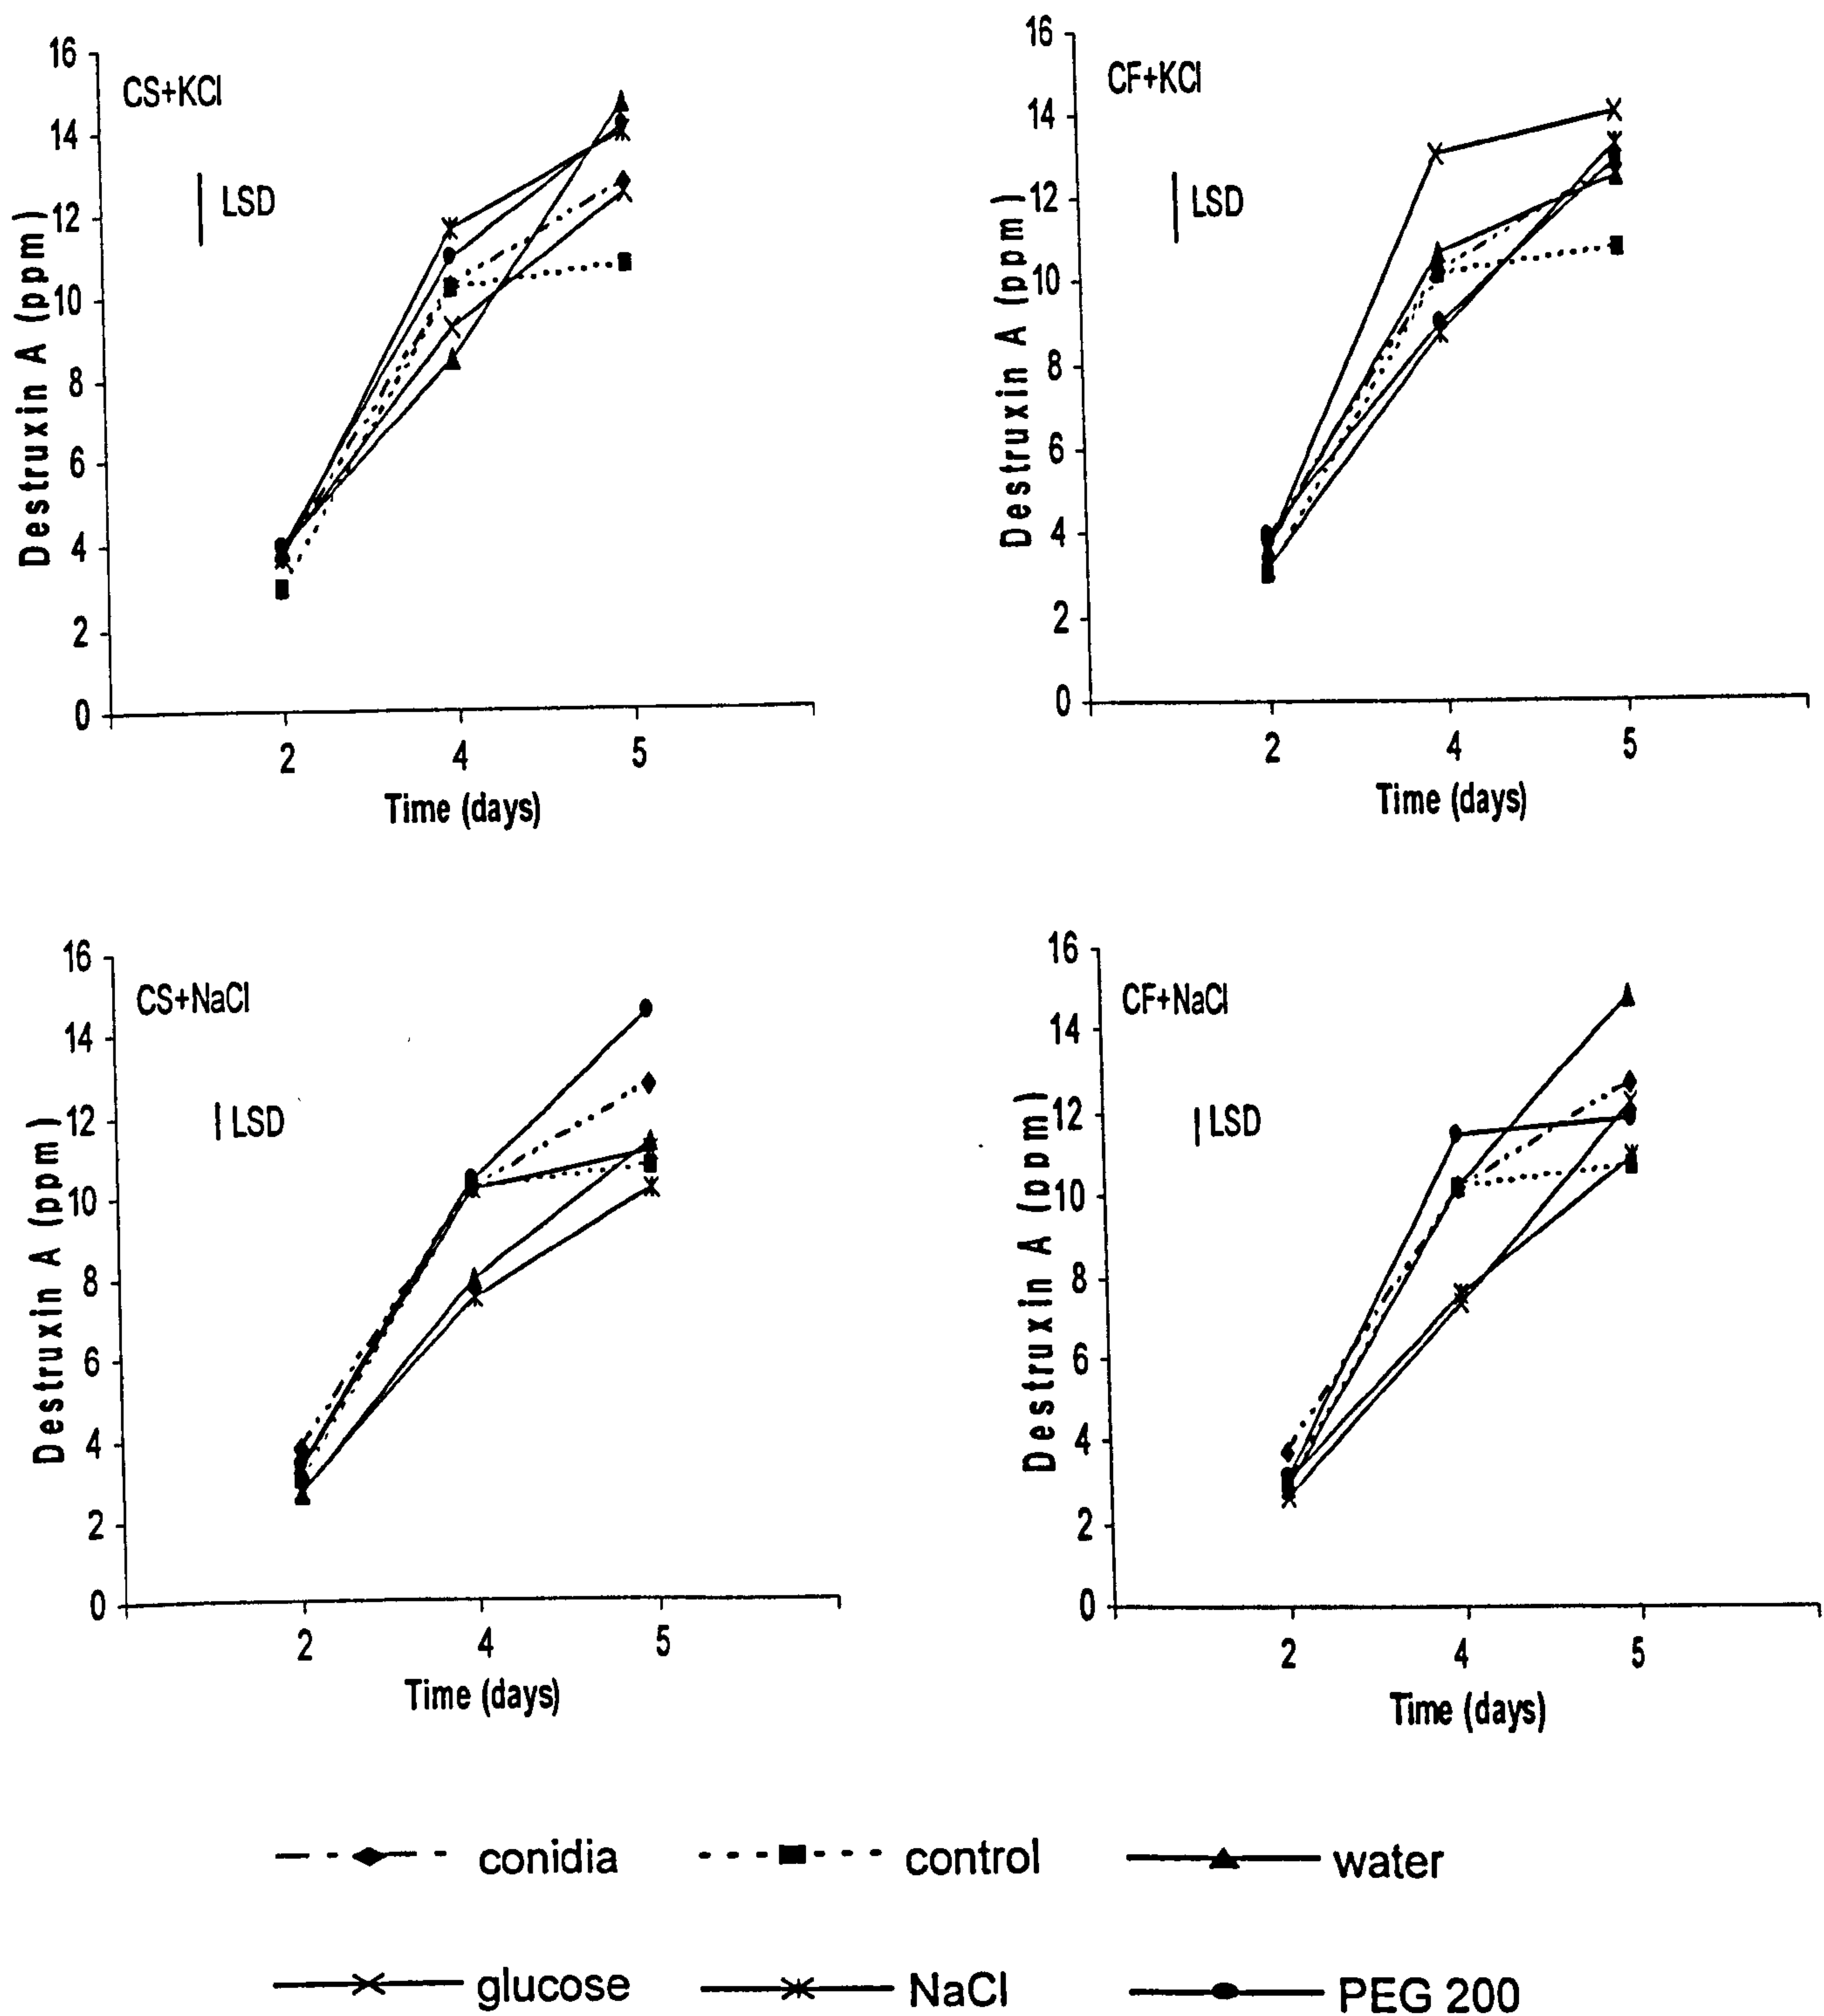 16
CS+KCl
14
LSD
12
10
8
6
4
2
0
Destruxin A (ppm)
2 4 5
Time (days)
16
CF+KCl
14
LSD
12
10
8
6
4
2
0
Destruxin A (ppm)
2 4 5
Time (days)
16
CS+NaCl
14
LSD
12
10
8
6
4
2
0
Destruxin A (ppm)
2 4 5
Time (days)
16
CF+NaCl
14
LSD
12
10
8
6
4
2
0
Destruxin A (ppm)
2 4 5
Time (days)
conidia control water
glucose NaCl PEG 200